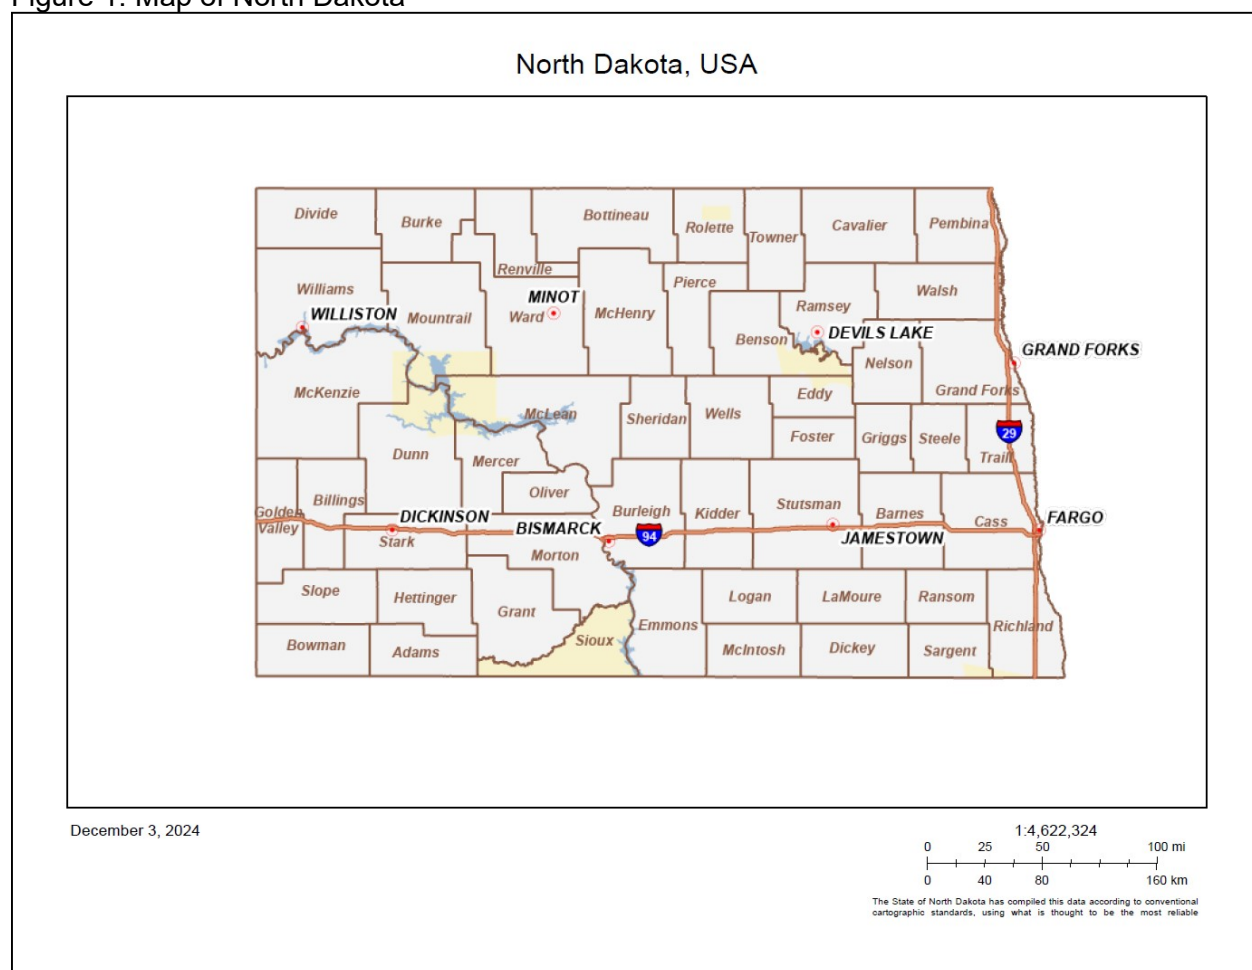 Figure 1: Map of North Dakota
North Dakota, USA
Divide
Burke
Bottineau
Rolette
Towner
Cavalier
Pembina
Renville
Pierce
Williams
Walsh
Ramsey
MINOT
WILLISTON
Mountrail
Ward
McHenry
DEVILS LAKE
Benson
GRAND FORKS
Nelson
McKenzie
Eddy
Grand Forks
McLean
Sheridan
Wells
Foster
Griggs
Steele
29
Traill
Dunn
Mercer
Oliver
Billings
Golden
Valley
DICKINSON
BISMARCK
Burleigh
Kidder
Stutsman
Barnes
Cass
FARGO
Stark
94
JAMESTOWN
Morton
Slope
Hettinger
Grant
Logan
LaMoure
Ransom
Emmons
Richland
Sioux
Bowman
Adams
McIntosh
Dickey
Sargent
December 3, 2024
1:4,622,324
0 25 50 100 mi
0 40 80 160 km
The State of North Dakota has compiled this data according to conventional
cartographic standards, using what is thought to be the most reliable